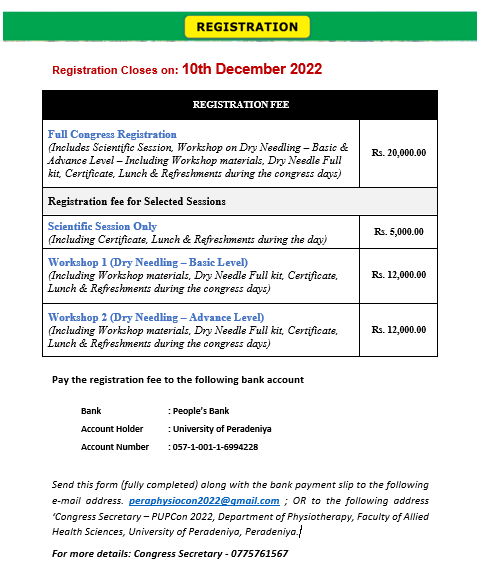 REGISTRATION
Registration Closes on: 10th December 2022
REGISTRATION FEE
Full Congress Registration
(Includes Scientific Session, Workshop on Dry Needling – Basic &
Advance Level – Including Workshop materials, Dry Needle Full
kit, Certificate, Lunch & Refreshments during the congress days)
Rs. 20,000.00
Registration fee for Selected Sessions
Scientific Session Only
(Including Certificate, Lunch & Refreshments during the day)
Rs. 5,000.00
Workshop 1 (Dry Needling – Basic Level)
(Including Workshop materials, Dry Needle Full kit, Certificate,
Lunch & Refreshments during the congress days)
Rs. 12,000.00
Workshop 2 (Dry Needling – Advance Level)
(Including Workshop materials, Dry Needle Full kit, Certificate,
Lunch & Refreshments during the congress days)
Rs. 12,000.00
Pay the registration fee to the following bank account
Bank : People's Bank
Account Holder : University of Peradeniya
Account Number : 057-1-001-1-6994228
Send this form (fully completed) along with the bank payment slip to the following
e-mail address. peraphysiocon2022@gmail.com ; OR to the following address
'Congress Secretary – PUPCon 2022, Department of Physiotherapy, Faculty of Allied
Health Sciences, University of Peradeniya, Peradeniya.
For more details: Congress Secretary - 0775761567